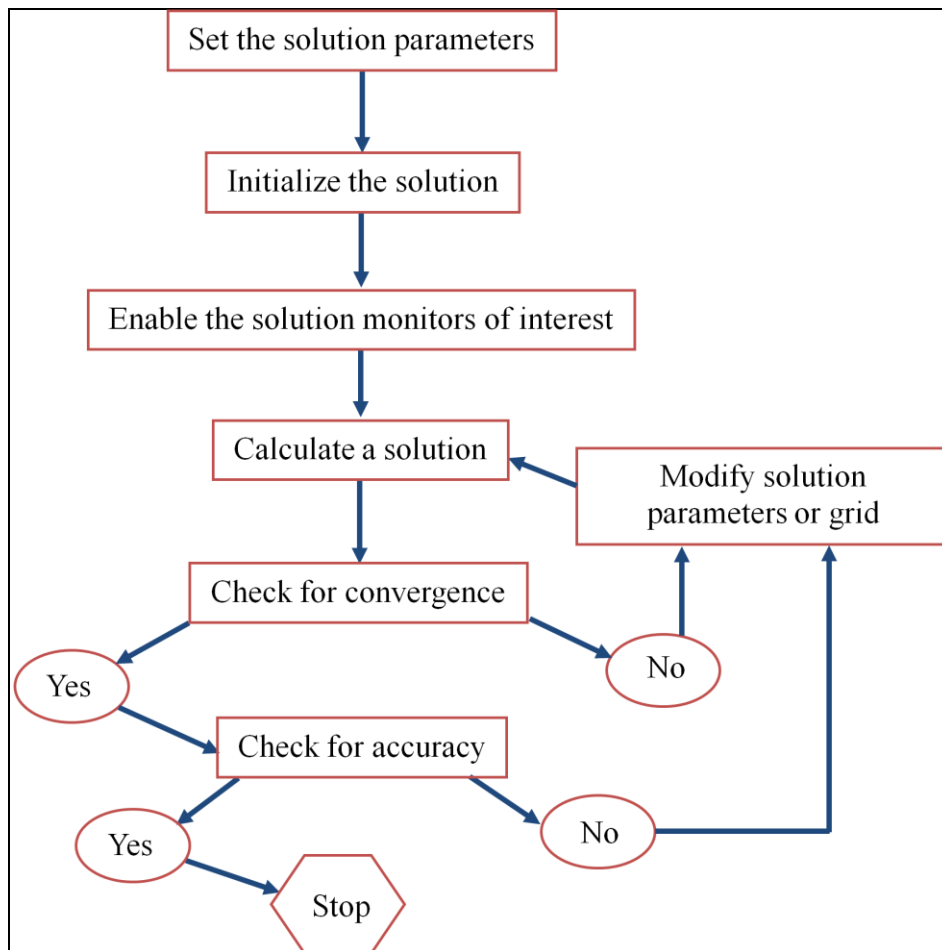 Set the solution parameters
Initialize the solution
Enable the solution monitors of interest
Calculate a solution
Modify solution
parameters or grid
Check for convergence
Yes
No
Check for accuracy
Yes
No
Stop